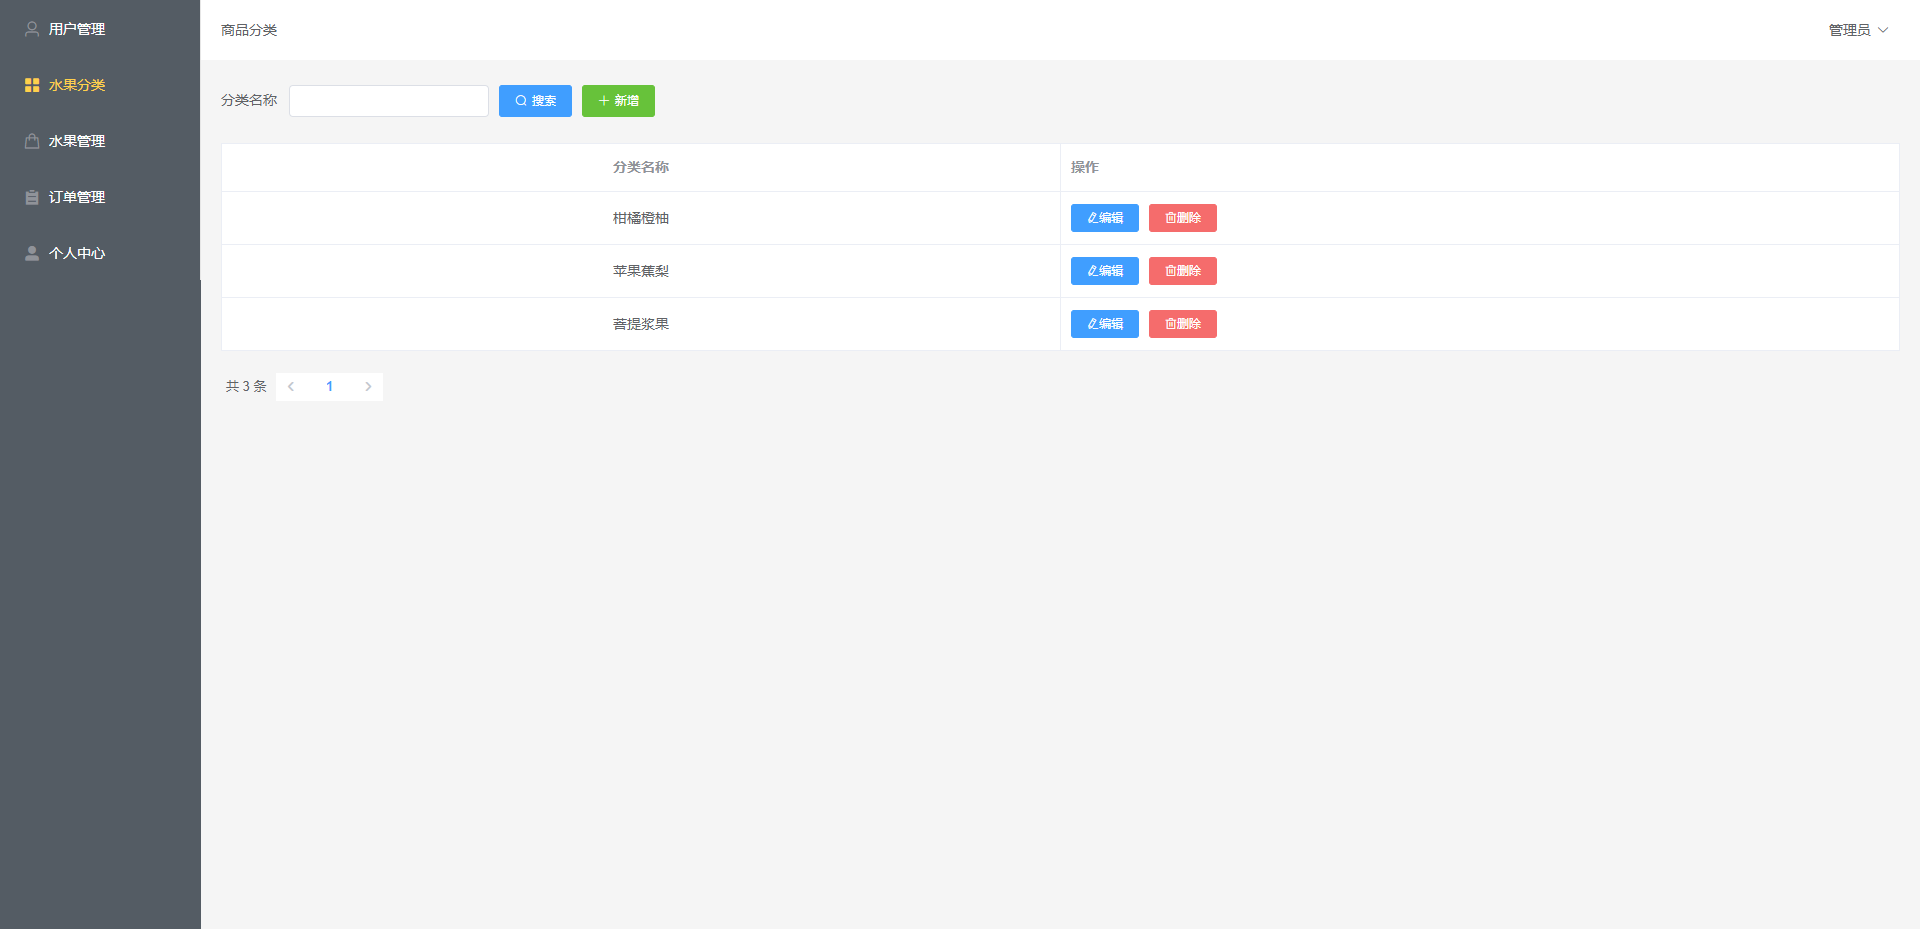 用户管理
水果分类
水果管理
订单管理
个人中心
商品分类
管理员
分类名称 搜索 新增
分类名称 操作
柑橘橙柚 编辑 删除
苹果蕉梨 编辑 删除
菩提浆果 编辑 删除
共 3 条 1